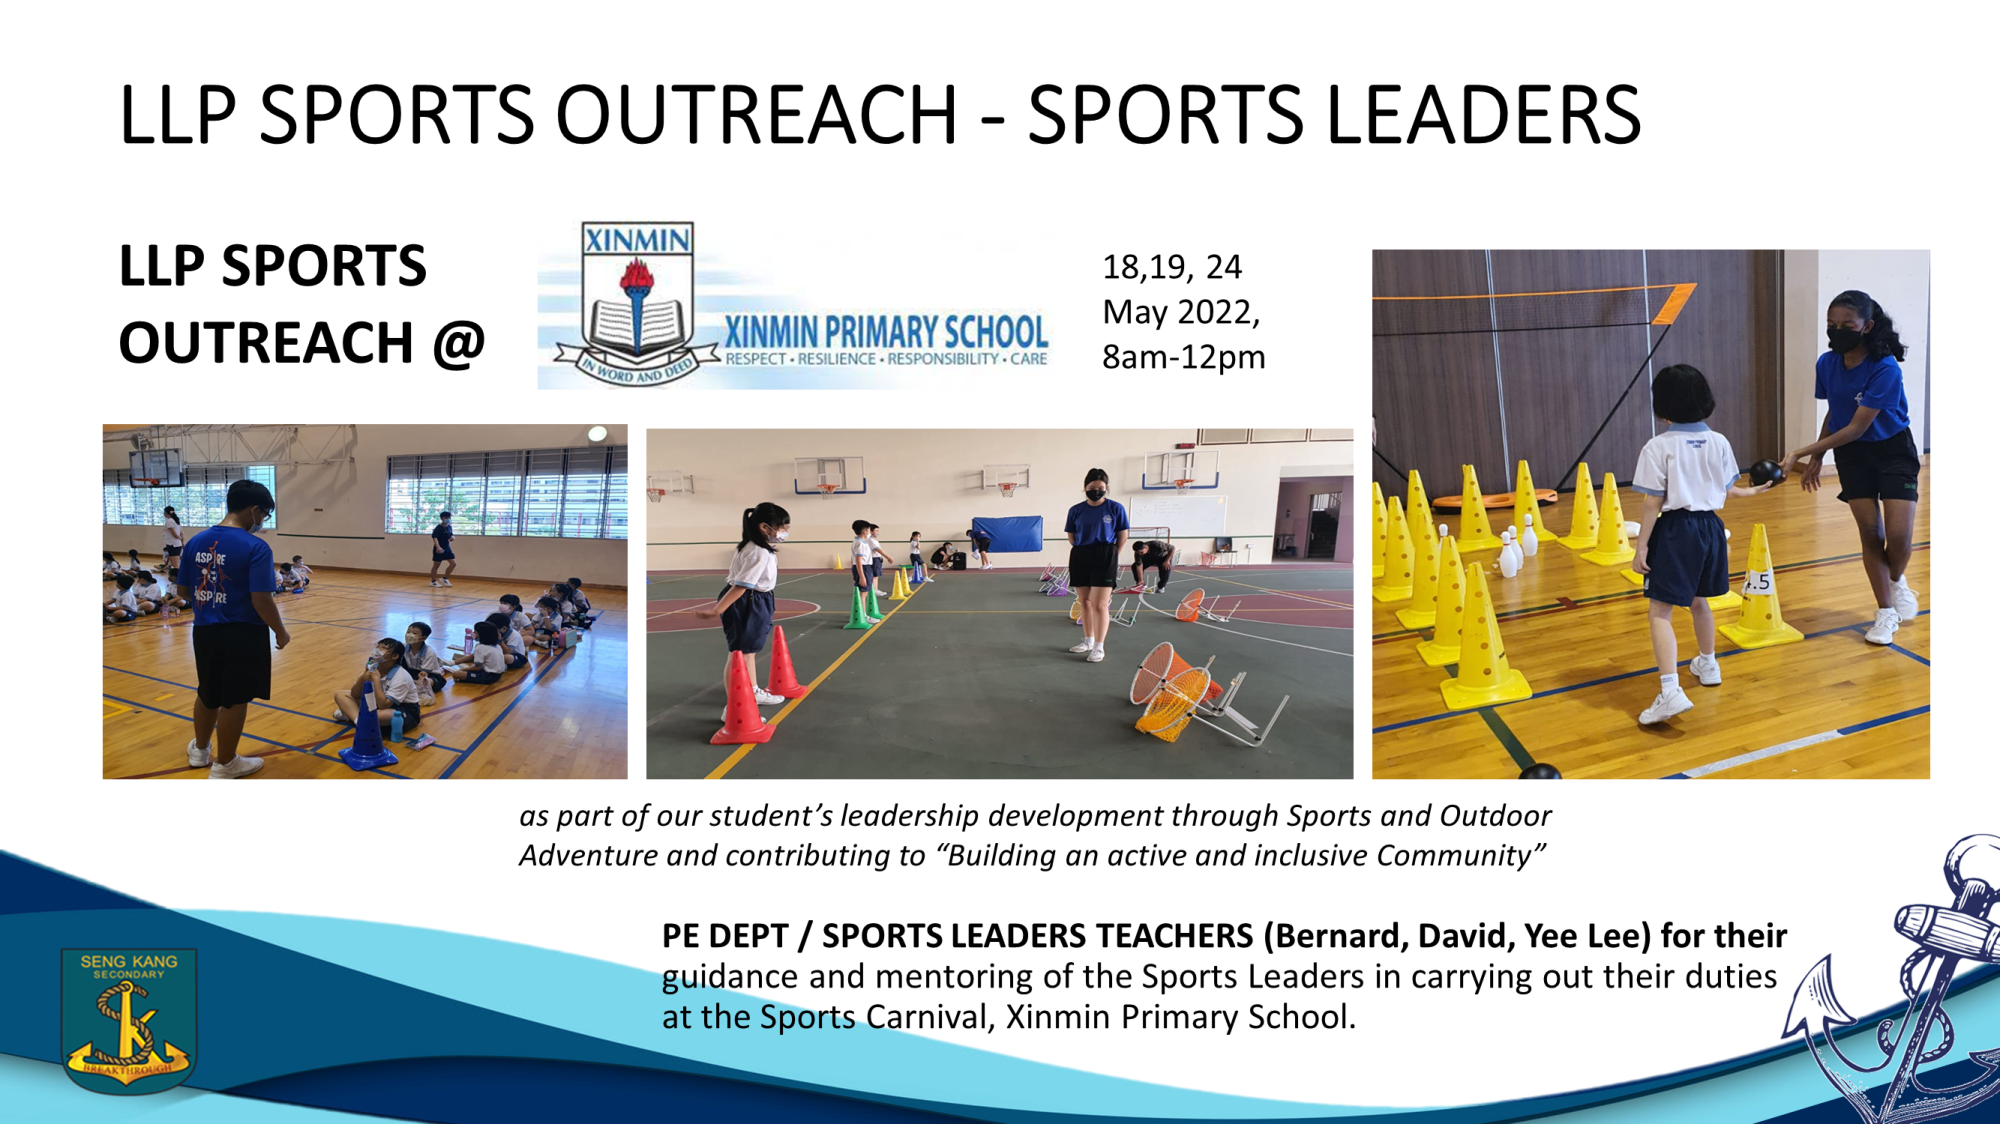 LLP SPORTS OUTREACH - SPORTS LEADERS
LLP SPORTS
OUTREACH @
XINMIN
IN WORD AND DEED
XINMIN PRIMARY SCHOOL
RESPECT • RESILIENCE • RESPONSIBILITY • CARE
18,19, 24
May 2022,
8am-12pm
ASPIRE
.5
as part of our student’s leadership development through Sports and Outdoor
Adventure and contributing to “Building an active and inclusive Community”
PE DEPT / SPORTS LEADERS TEACHERS (Bernard, David, Yee Lee) for their
guidance and mentoring of the Sports Leaders in carrying out their duties
at the Sports Carnival, Xinmin Primary School.
SENG KANG
SECONDARY
SK
BREAKTHROUGH